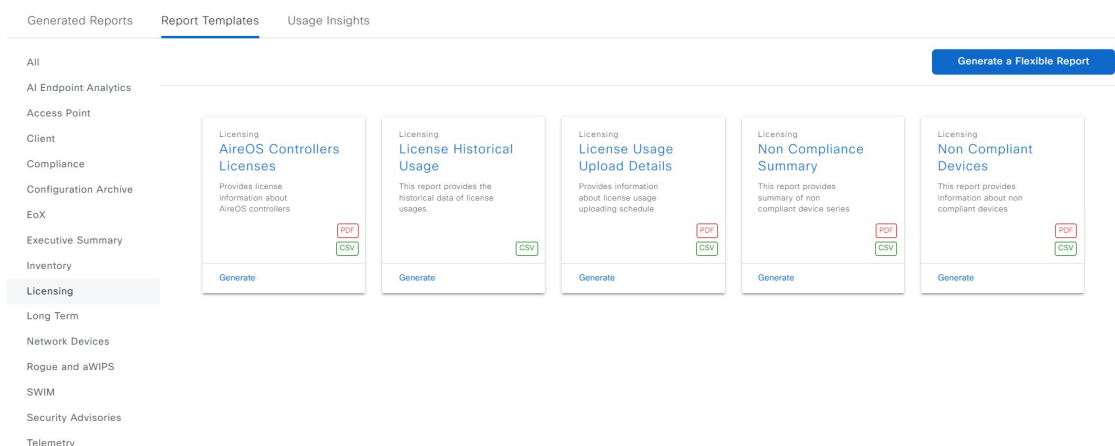 Generated Reports
Report Templates
Usage Insights
All
AI Endpoint Analytics
Access Point
Client
Compliance
Configuration Archive
EoX
Executive Summary
Inventory
Licensing
Long Term
Network Devices
Rogue and aWIPS
SWIM
Security Advisories
Telemetry
Generate a Flexible Report
Licensing
AireOS Controllers
Licenses
Provides license
information about
AireOS controllers
PDF
CSV
Generate
Licensing
License Historical
Usage
This report provides the
historical data of license
usages.
CSV
Generate
Licensing
License Usage
Upload Details
Provides information
about license usage
uploading schedule
PDF
CSV
Generate
Licensing
Non Compliance
Summary
This report provides
summary of non
compliant device series
PDF
CSV
Generate
Licensing
Non Compliant
Devices
This report provides
information about non
compliant devices
PDF
CSV
Generate